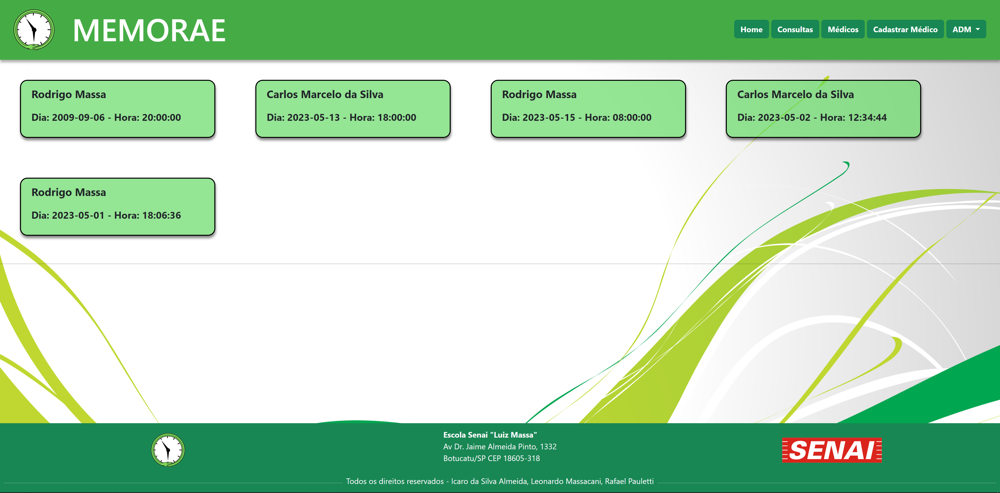 MEMORAE
Home
Consultas
Médicos
Cadastrar Médico
ADM
Rodrigo Massa
Dia: 2009-09-06 - Hora: 20:00:00
Carlos Marcelo da Silva
Dia: 2023-05-13 - Hora: 18:00:00
Rodrigo Massa
Dia: 2023-05-15 - Hora: 08:00:00
Carlos Marcelo da Silva
Dia: 2023-05-02 - Hora: 12:34:44
Rodrigo Massa
Dia: 2023-05-01 - Hora: 18:06:36
Escola Senai "Luiz Massa"
Av Dr. Jaime Almeida Pinto, 1332
Botucatu/SP CEP 18605-318
SENAI
Todos os direitos reservados - Icaro da Silva Almeida, Leonardo Massacani, Rafael Pauletti